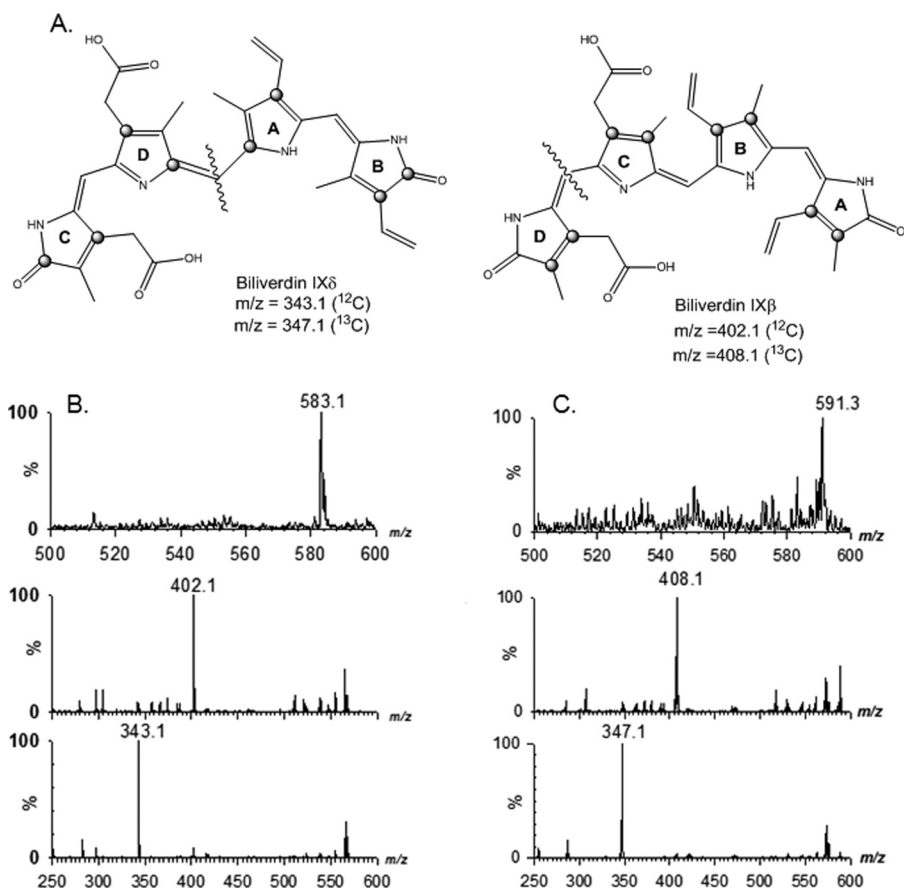 A.
HO
O
D
N
HN
C
O
O
OH
A
NH
NH
B
O
Biliverdin IXδ
m/z = 343.1 (¹²C)
m/z = 347.1 (¹³C)
HO
O
C
N
HN
D
O
O
OH
B
N
H
NH
A
O
Biliverdin IXβ
m/z =402.1 (¹²C)
m/z =408.1 (¹³C)
B.
583.1
100
%
0
500 520 540 560 580 600 m/z
402.1
100
%
0
343.1
m/z
100
%
0
250 300 350 400 450 500 550 600 m/z
C.
591.3
100
%
0
500 520 540 560 580 600 m/z
408.1
100
%
0
347.1
m/z
100
%
0
250 300 350 400 450 500 550 600 m/z